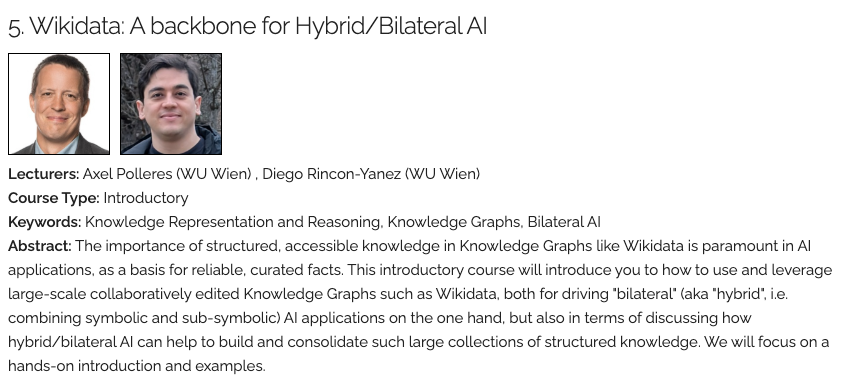 5. Wikidata: A backbone for Hybrid/Bilateral AI
Lecturers: Axel Polleres (WU Wien) , Diego Rincon-Yanez (WU Wien)
Course Type: Introductory
Keywords: Knowledge Representation and Reasoning, Knowledge Graphs, Bilateral AI
Abstract: The importance of structured, accessible knowledge in Knowledge Graphs like Wikidata is paramount in AI
applications, as a basis for reliable, curated facts. This introductory course will introduce you to how to use and leverage
large-scale collaboratively edited Knowledge Graphs such as Wikidata, both for driving "bilateral" (aka "hybrid", i.e.
combining symbolic and sub-symbolic) AI applications on the one hand, but also in terms of discussing how
hybrid/bilateral AI can help to build and consolidate such large collections of structured knowledge. We will focus on a
hands-on introduction and examples.